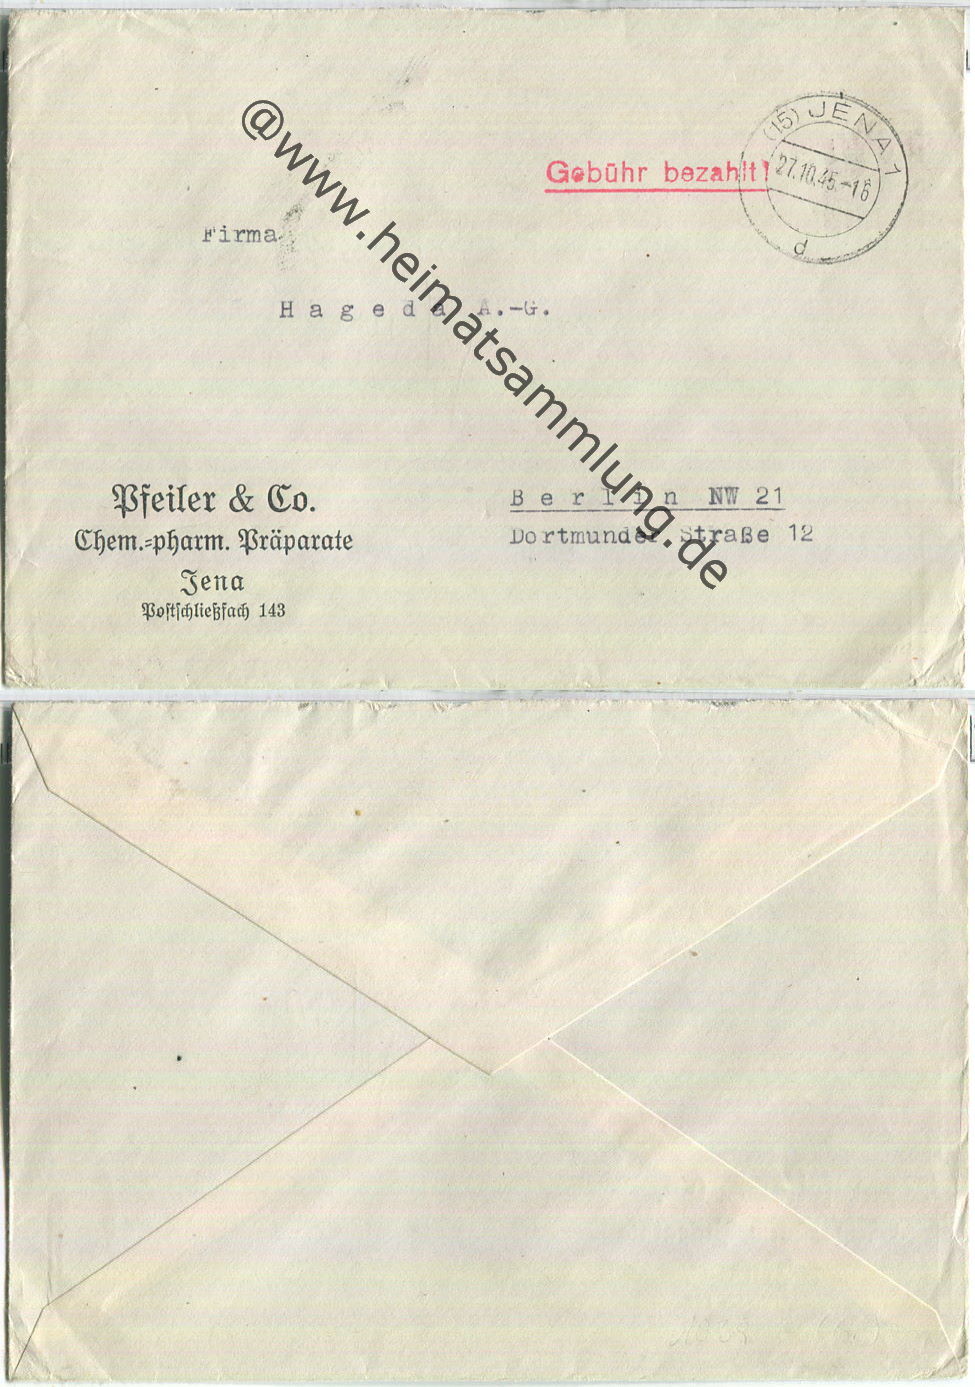 (15) JENA 1
27.10.45.-16
d
Gebühr bezahlt!
Firma
Hageda A.-G.
Pfeiler & Co.
Chem.=pharm. Präparate
Jena
Postschließfach 143
Berlin NW 21
Dortmunder Straße 12
@www.heimatsammlung.de